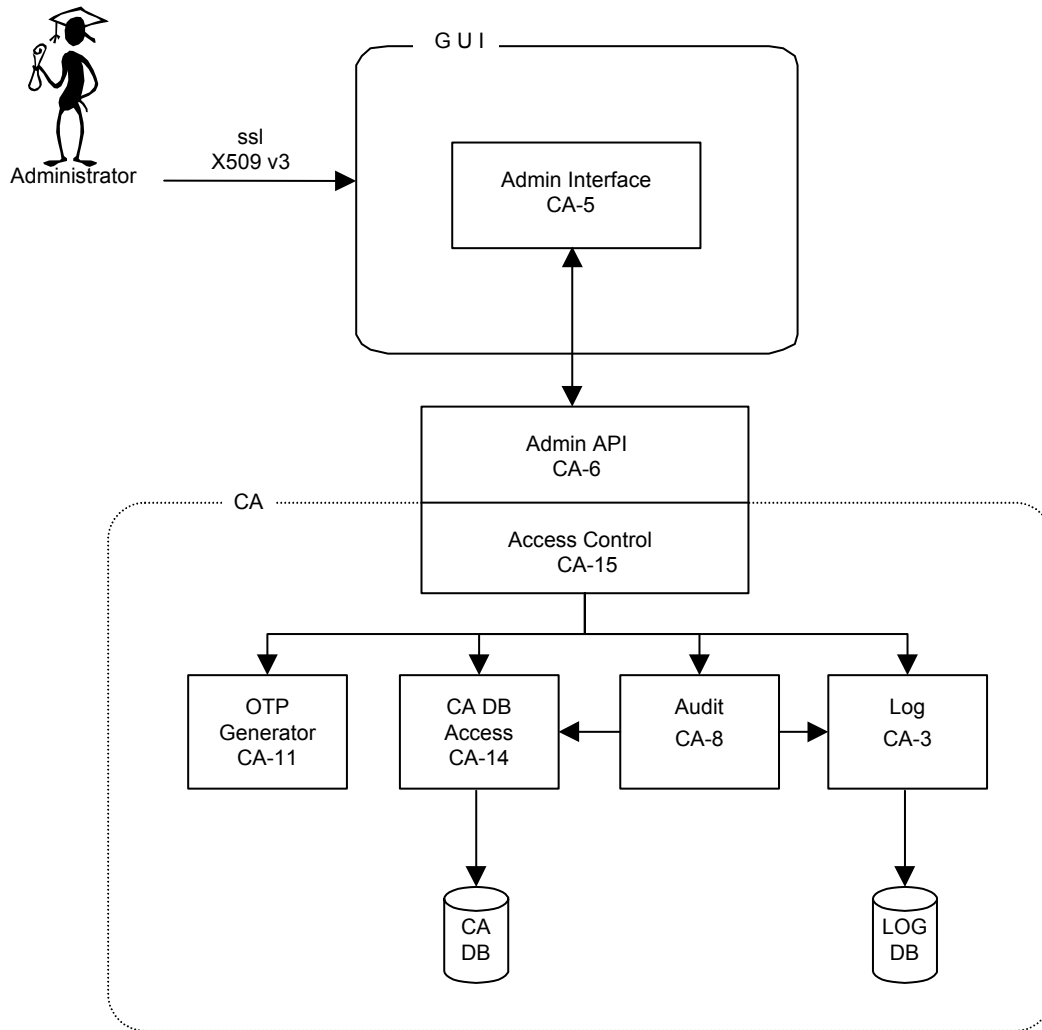 G U I
ssl
X509 v3
Administrator
Admin Interface
CA-5
Admin API
CA-6
CA
Access Control
CA-15
OTP
Generator
CA-11
CA DB
Access
CA-14
Audit
CA-8
Log
CA-3
CA
DB
LOG
DB